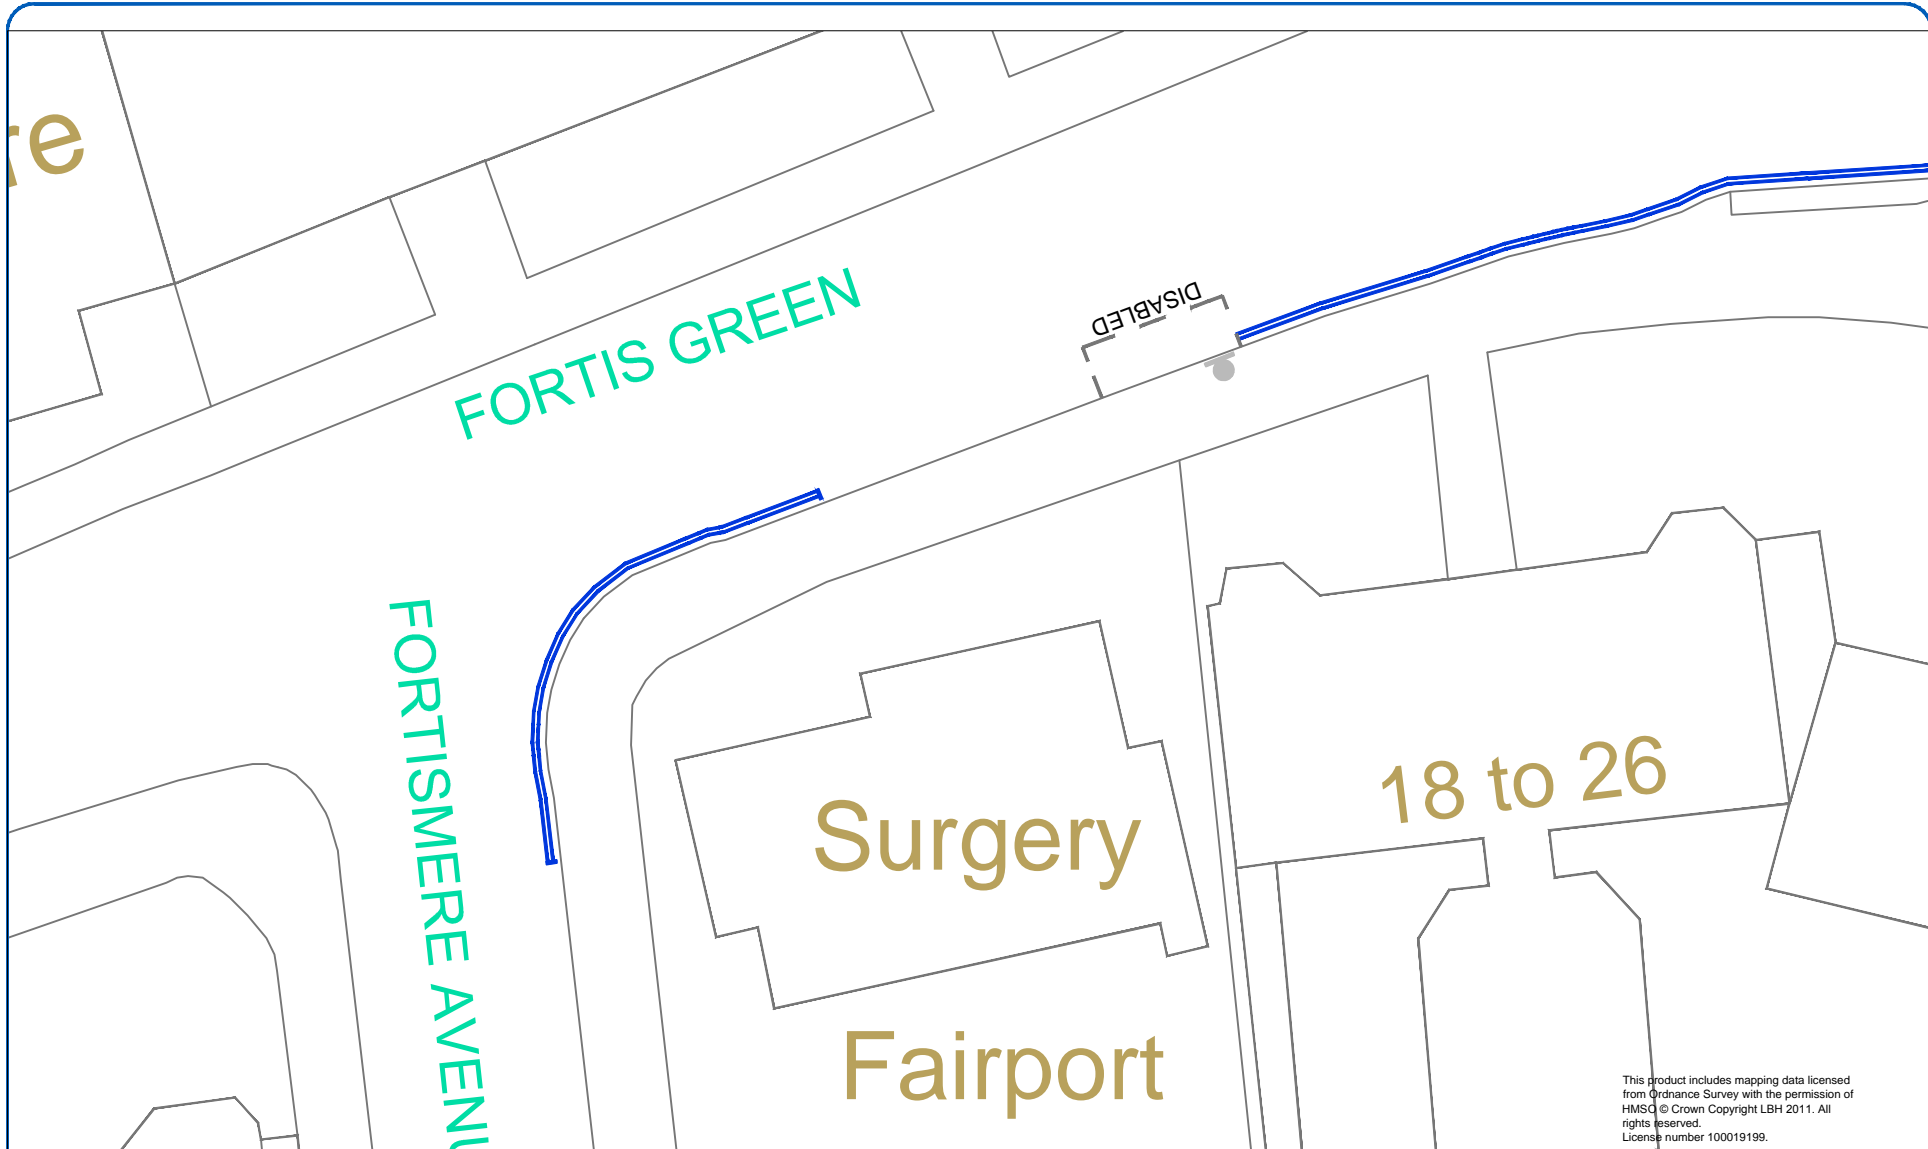 re
DISABLED
FORTIS GREEN
FORTISMERE AVENU
18 to 26
Surgery
Fairport
This product includes mapping data licensed
from Ordnance Survey with the permission of
HMSO © Crown Copyright LBH 2011. All
rights reserved.
License number 100019199.